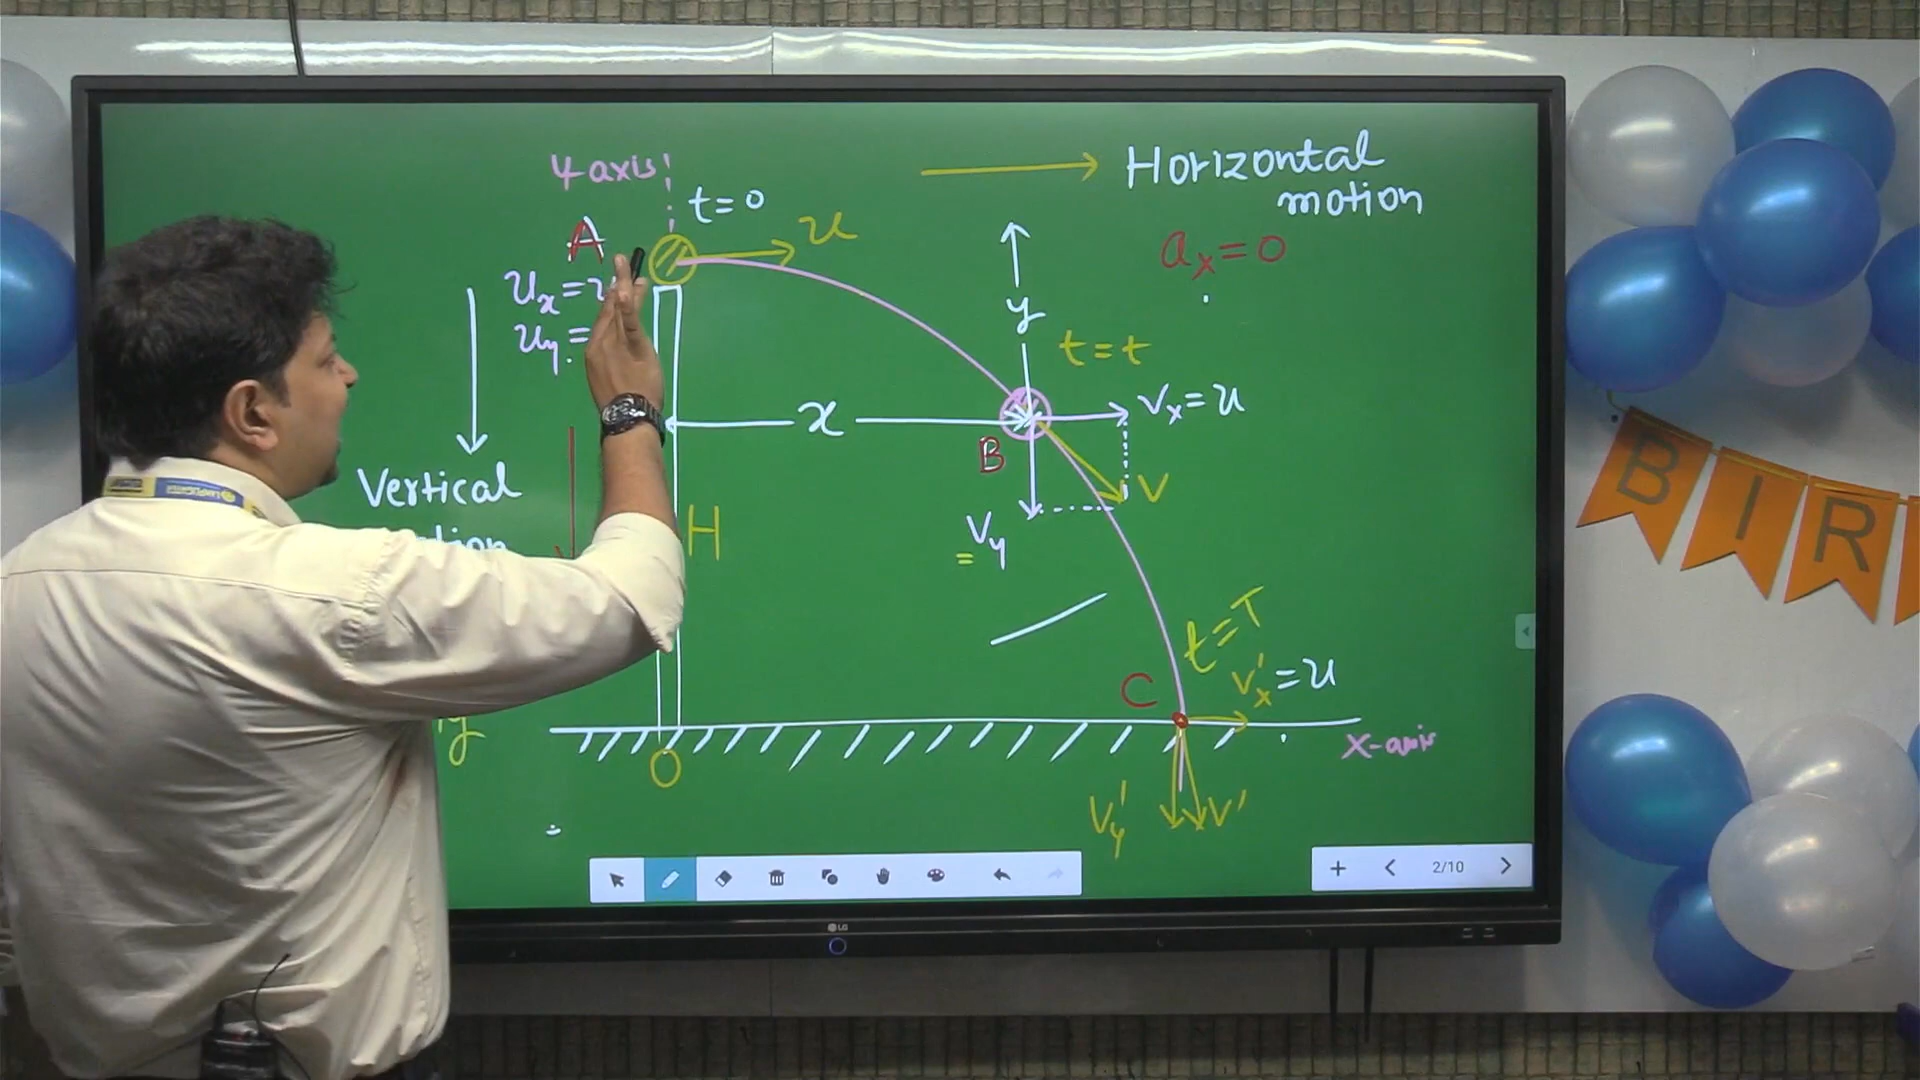 Y-axis
t=0
A
u
Horizontal
motion
aₓ=0
uₓ=
u_y=
y
t=t
x
vₓ=u
B
v
Vertical
H
v_y
=
t=T
C
v'ₓ=u
X-axis
O
v'_y
v'
2/10
LG
BIR